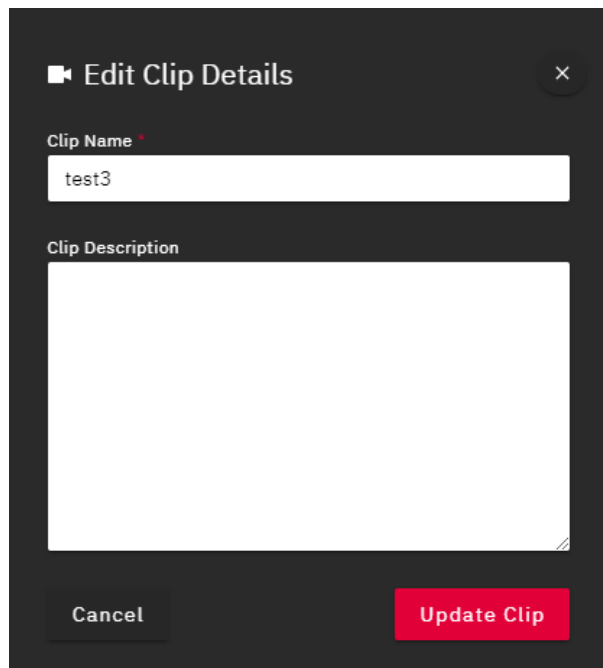 Edit Clip Details
Clip Name *
test3
Clip Description
Cancel
Update Clip